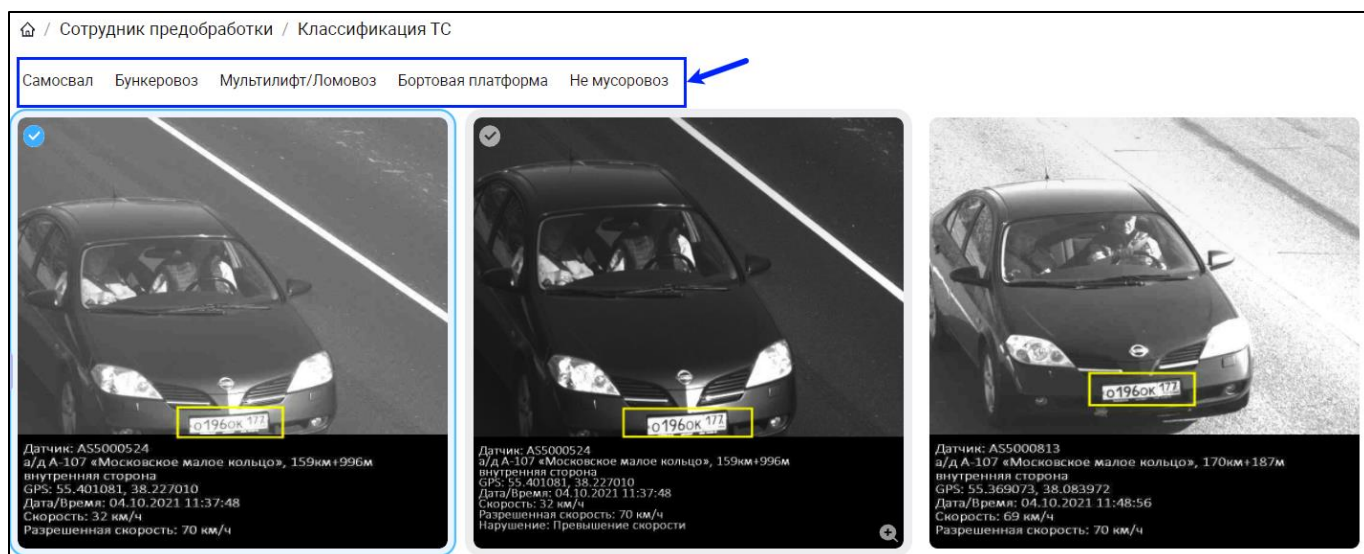 / Сотрудник предобработки / Классификация ТС
Самосвал Бункеровоз Мультилифт/Ломовоз Бортовая платформа Не мусоровоз
о196ок 177
Датчик: AS5000524
а/д А-107 «Московское малое кольцо», 159км+996м
внутренняя сторона
GPS: 55.401081, 38.227010
Дата/Время: 04.10.2021 11:37:48
Скорость: 32 км/ч
Разрешенная скорость: 70 км/ч
о196ок 177
Датчик: AS5000524
а/д А-107 «Московское малое кольцо», 159км+996м
внутренняя сторона
GPS: 55.401081, 38.227010
Дата/Время: 04.10.2021 11:37:48
Скорость: 32 км/ч
Разрешенная скорость: 70 км/ч
Нарушение: Превышение скорости
о196ок 177
Датчик: AS5000813
а/д А-107 «Московское малое кольцо», 170км+187м
внутренняя сторона
GPS: 55.369073, 38.083972
Дата/Время: 04.10.2021 11:48:56
Скорость: 69 км/ч
Разрешенная скорость: 70 км/ч